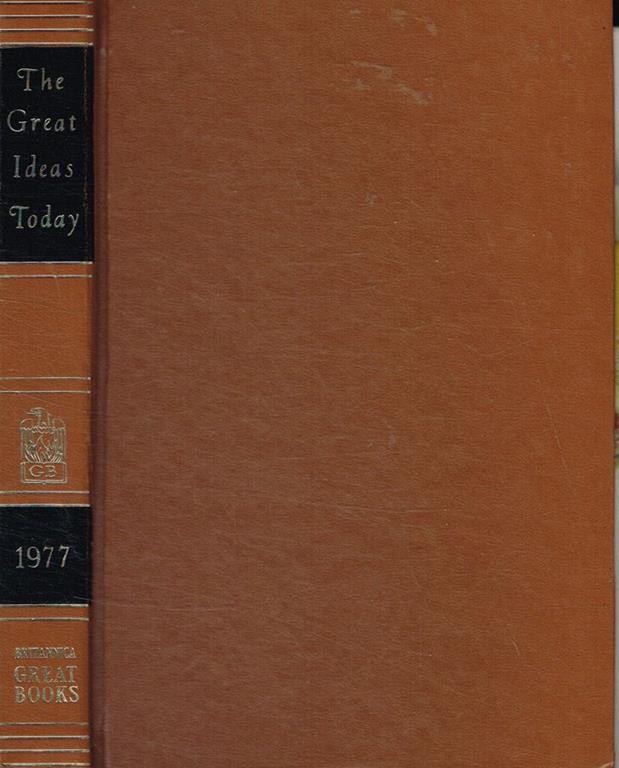 The
Great
Ideas
Today
GB
1977
BRITANNICA
GREAT
BOOKS